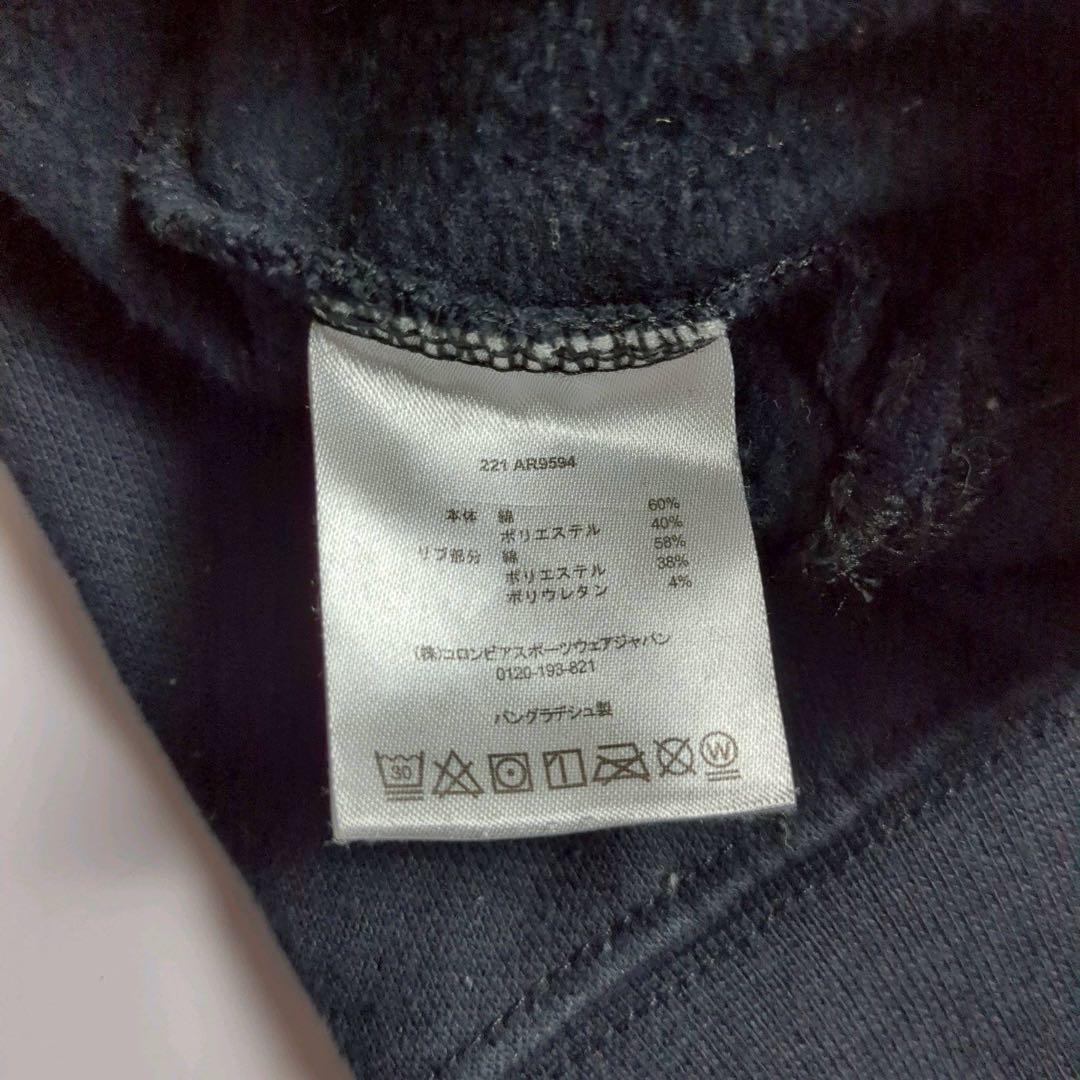 221 AR9594
本体 綿 60%
ポリエステル 40%
リブ部分 綿 58%
ポリエステル 38%
ポリウレタン 4%
(株)コロンビアスポーツウェアジャパン
0120-193-821
バングラデシュ製
30 W